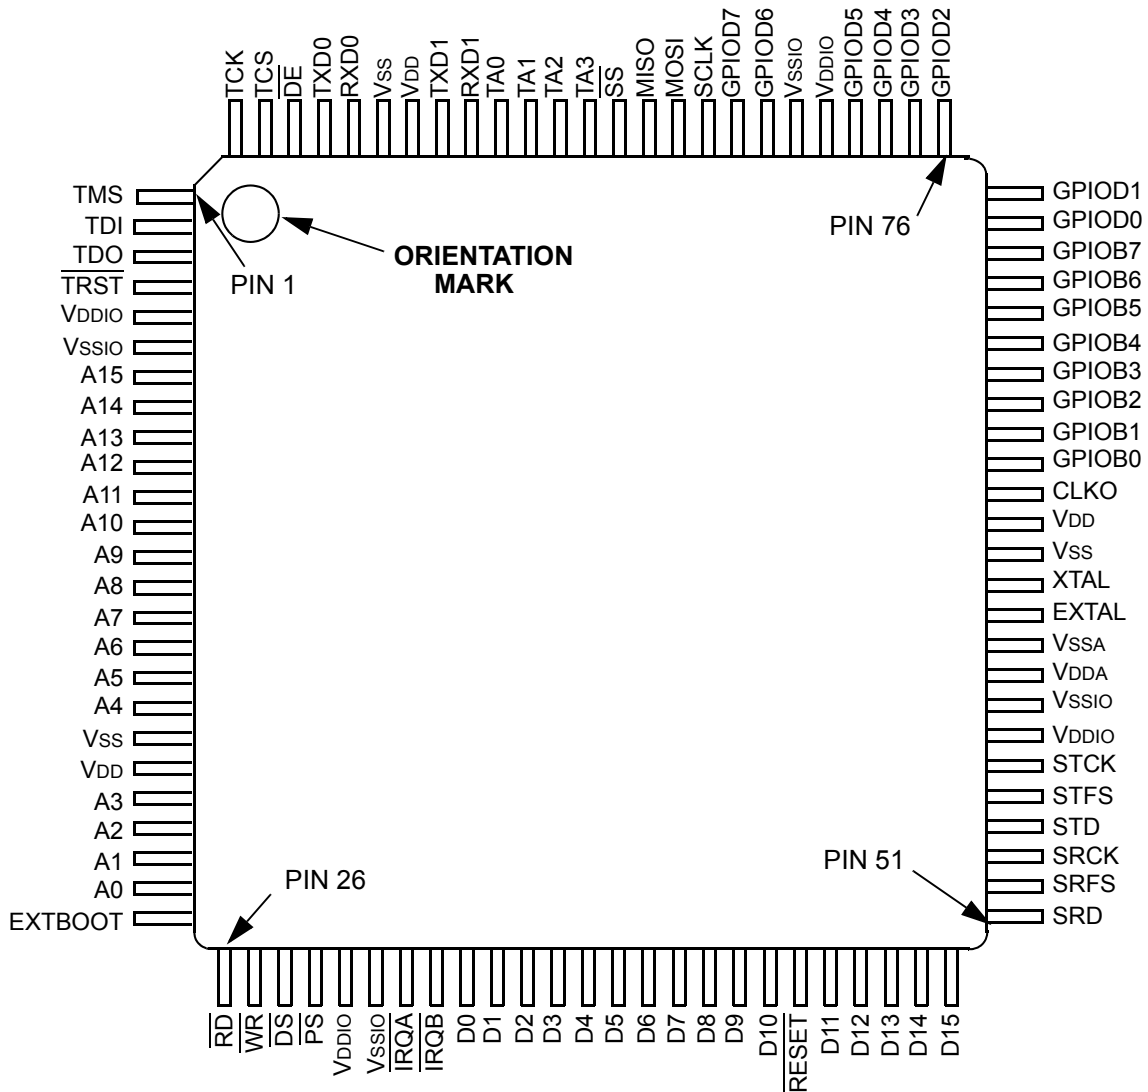 TCK
TCS
DE
TXD0
RXD0
VSS
VDD
TXD1
RXD1
TA0
TA1
TA2
TA3
SS
MISO
MOSI
SCLK
GPIOD7
GPIOD6
VSSIO
VDDIO
GPIOD5
GPIOD4
GPIOD3
GPIOD2
TMS
TDI
TDO
TRST
VDDIO
VSSIO
A15
A14
A13
A12
A11
A10
A9
A8
A7
A6
A5
A4
VSS
VDD
A3
A2
A1
A0
EXTBOOT
PIN 1
ORIENTATION
MARK
PIN 76
PIN 26
PIN 51
GPIOD1
GPIOD0
GPIOB7
GPIOB6
GPIOB5
GPIOB4
GPIOB3
GPIOB2
GPIOB1
GPIOB0
CLKO
VDD
VSS
XTAL
EXTAL
VSSA
VDDA
VSSIO
VDDIO
STCK
STFS
STD
SRCK
SRFS
SRD
RD
WR
DS
PS
VDDIO
VSSIO
IRQA
IRQB
D0
D1
D2
D3
D4
D5
D6
D7
D8
D9
D10
RESET
D11
D12
D13
D14
D15